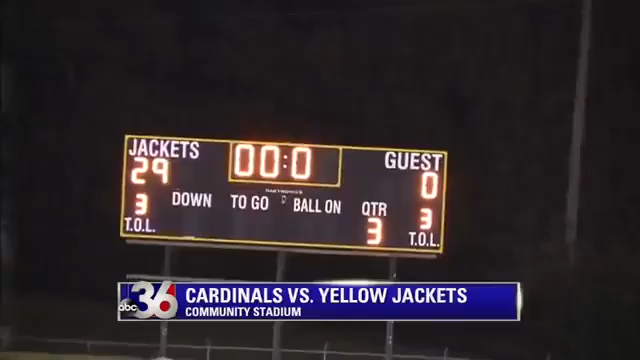 JACKETS
29
00:0
GUEST
0
3
T.O.L.
DOWN
TO GO
BALL ON
QTR
3
3
T.O.L.
abc 36
CARDINALS VS. YELLOW JACKETS
COMMUNITY STADIUM